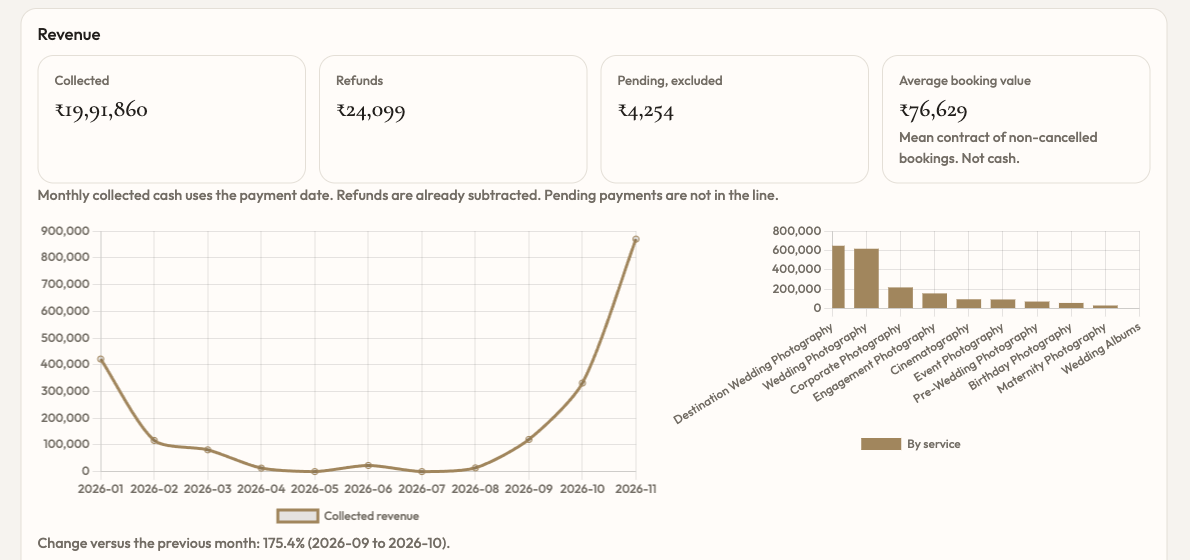 Revenue
Collected
₹19,91,860
Refunds
₹24,099
Pending, excluded
₹4,254
Average booking value
₹76,629
Mean contract of non-cancelled
bookings. Not cash.
Monthly collected cash uses the payment date. Refunds are already subtracted. Pending payments are not in the line.
900,000
800,000
700,000
600,000
500,000
400,000
300,000
200,000
100,000
0
2026-01 2026-02 2026-03 2026-04 2026-05 2026-06 2026-07 2026-08 2026-09 2026-10 2026-11
Collected revenue
800,000
600,000
400,000
200,000
0
Destination Wedding Photography
Wedding Photography
Corporate Photography
Engagement Photography
Cinematography
Event Photography
Pre-Wedding Photography
Birthday Photography
Maternity Photography
Wedding Albums
By service
Change versus the previous month: 175.4% (2026-09 to 2026-10).